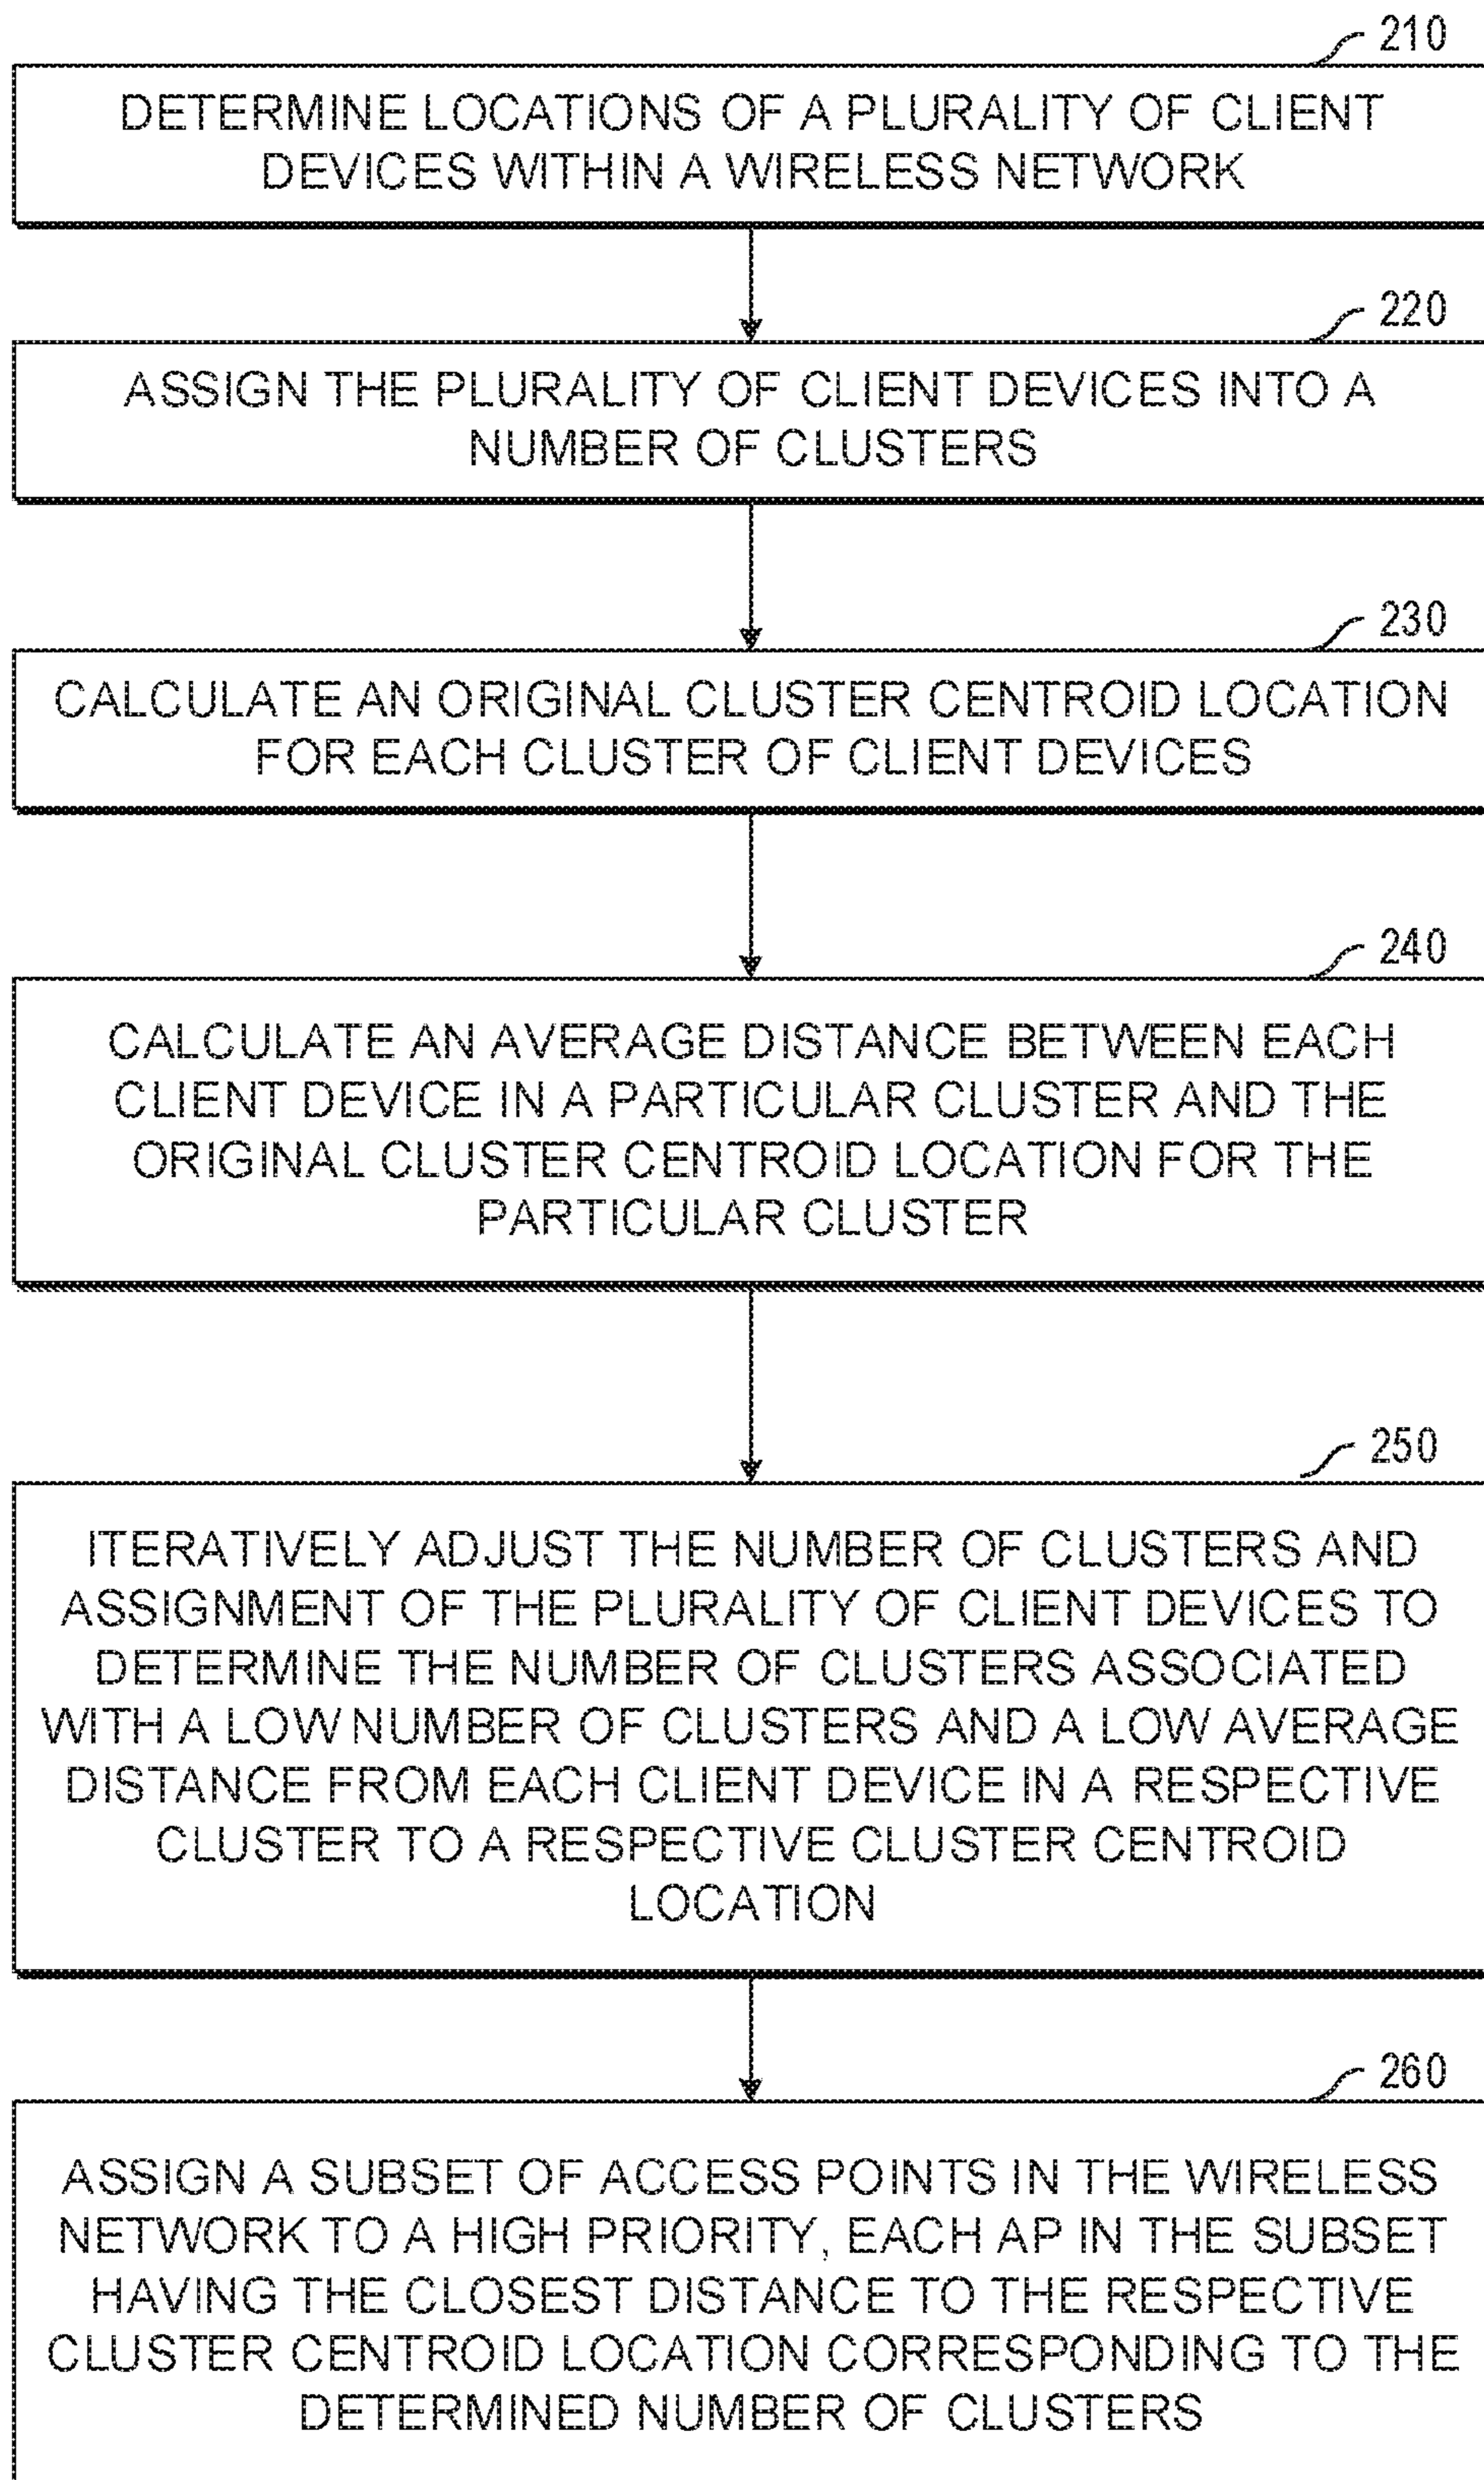 210
DETERMINE LOCATIONS OF A PLURALITY OF CLIENT
DEVICES WITHIN A WIRELESS NETWORK
220
ASSIGN THE PLURALITY OF CLIENT DEVICES INTO A
NUMBER OF CLUSTERS
230
CALCULATE AN ORIGINAL CLUSTER CENTROID LOCATION
FOR EACH CLUSTER OF CLIENT DEVICES
240
CALCULATE AN AVERAGE DISTANCE BETWEEN EACH
CLIENT DEVICE IN A PARTICULAR CLUSTER AND THE
ORIGINAL CLUSTER CENTROID LOCATION FOR THE
PARTICULAR CLUSTER
250
ITERATIVELY ADJUST THE NUMBER OF CLUSTERS AND
ASSIGNMENT OF THE PLURALITY OF CLIENT DEVICES TO
DETERMINE THE NUMBER OF CLUSTERS ASSOCIATED
WITH A LOW NUMBER OF CLUSTERS AND A LOW AVERAGE
DISTANCE FROM EACH CLIENT DEVICE IN A RESPECTIVE
CLUSTER TO A RESPECTIVE CLUSTER CENTROID
LOCATION
260
ASSIGN A SUBSET OF ACCESS POINTS IN THE WIRELESS
NETWORK TO A HIGH PRIORITY, EACH AP IN THE SUBSET
HAVING THE CLOSEST DISTANCE TO THE RESPECTIVE
CLUSTER CENTROID LOCATION CORRESPONDING TO THE
DETERMINED NUMBER OF CLUSTERS